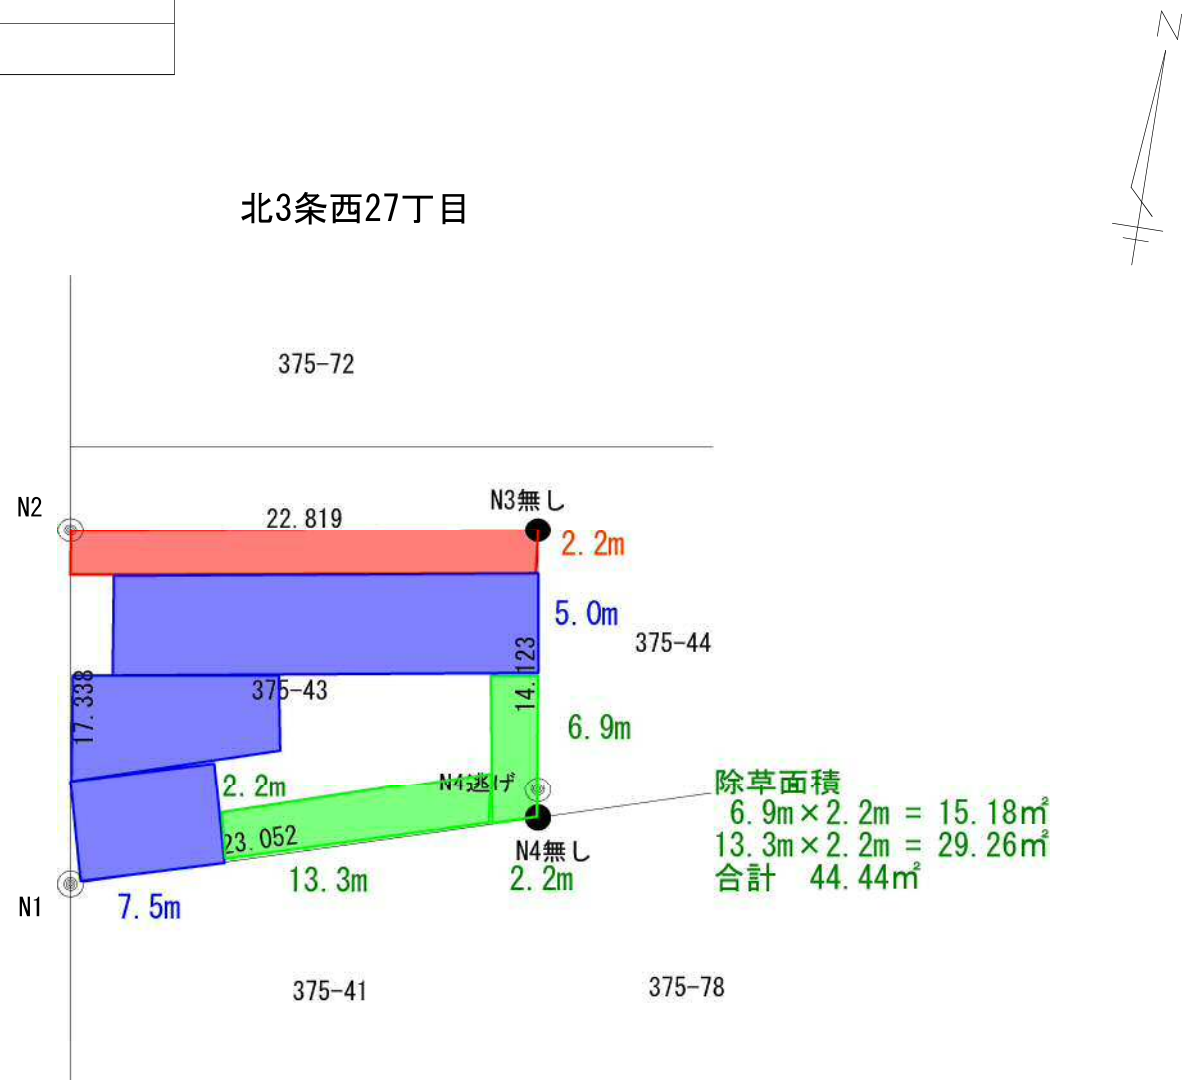 N
北3条西27丁目
375-72
N2
N3無し
22.819
2.2m
5.0m
375-44
14.123
17.338
375-43
6.9m
N4逃げ
2.2m
除草面積
6.9m×2.2m = 15.18㎡
13.3m×2.2m = 29.26㎡
合計 44.44㎡
23.052
N4無し
13.3m
2.2m
N1
7.5m
375-41
375-78